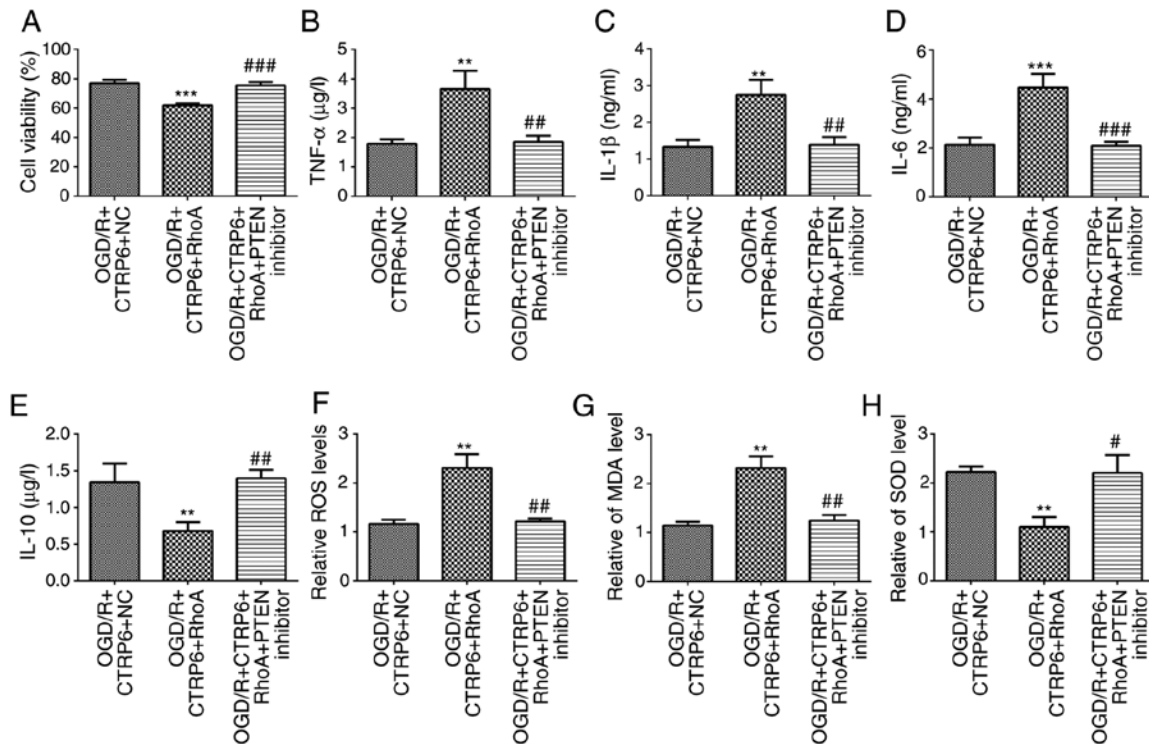 A
Cell viability (%)
100
80
60
40
20
0
***
###
OGD/R+
CTRP6+NC
OGD/R+
CTRP6+RhoA
OGD/R+CTRP6+
RhoA+PTEN
inhibitor
B
TNF-α (μg/l)
5
4
3
2
1
0
**
##
OGD/R+
CTRP6+NC
OGD/R+
CTRP6+RhoA
OGD/R+CTRP6+
RhoA+PTEN
inhibitor
C
IL-1β (ng/ml)
4
3
2
1
0
**
##
OGD/R+
CTRP6+NC
OGD/R+
CTRP6+RhoA
OGD/R+CTRP6+
RhoA+PTEN
inhibitor
D
IL-6 (ng/ml)
6
4
2
0
***
###
OGD/R+
CTRP6+NC
OGD/R+
CTRP6+RhoA
OGD/R+CTRP6+
RhoA+PTEN
inhibitor
E
IL-10 (μg/l)
2.0
1.5
1.0
0.5
0.0
**
##
OGD/R+
CTRP6+NC
OGD/R+
CTRP6+RhoA
OGD/R+CTRP6+
RhoA+PTEN
inhibitor
F
Relative ROS levels
3
2
1
0
**
##
OGD/R+
CTRP6+NC
OGD/R+
CTRP6+RhoA
OGD/R+CTRP6+
RhoA+PTEN
inhibitor
G
Relative of MDA level
3
2
1
0
**
##
OGD/R+
CTRP6+NC
OGD/R+
CTRP6+RhoA
OGD/R+CTRP6+
RhoA+PTEN
inhibitor
H
Relative of SOD level
3
2
1
0
**
#
OGD/R+
CTRP6+NC
OGD/R+
CTRP6+RhoA
OGD/R+CTRP6+
RhoA+PTEN
inhibitor